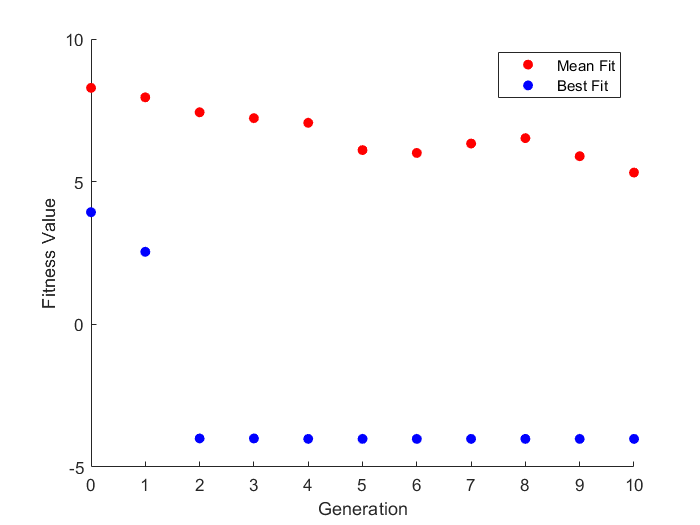 10
5
0
-5
Fitness Value
Mean Fit
Best Fit
0 1 2 3 4 5 6 7 8 9 10
Generation